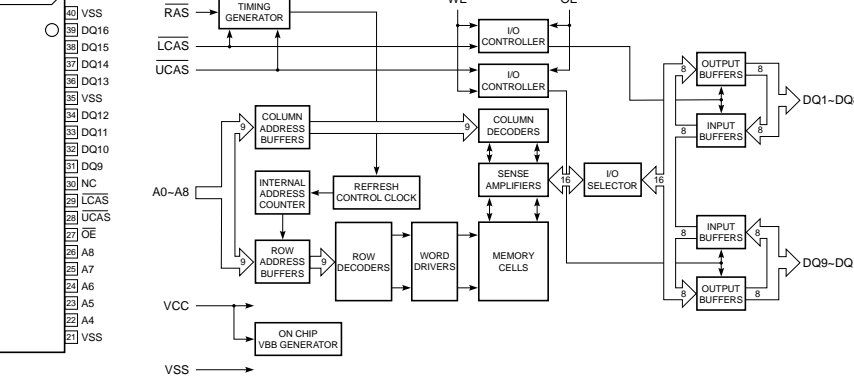 40 VSS
39 DQ16
38 DQ15
37 DQ14
36 DQ13
35 VSS
34 DQ12
33 DQ11
32 DQ10
31 DQ9
30 NC
29 LCAS
28 UCAS
27 OE
26 A8
25 A7
24 A6
23 A5
22 A4
21 VSS
RAS
TIMING
GENERATOR
LCAS
UCAS
I/O
CONTROLLER
I/O
CONTROLLER
8
OUTPUT
BUFFERS
8
DQ1~DQ
8
INPUT
BUFFERS
8
9
COLUMN
ADDRESS
BUFFERS
9
COLUMN
DECODERS
A0~A8
INTERNAL
ADDRESS
COUNTER
REFRESH
CONTROL CLOCK
SENSE
AMPLIFIERS
16
I/O
SELECTOR
16
9
ROW
ADDRESS
BUFFERS
9
ROW
DECODERS
WORD
DRIVERS
MEMORY
CELLS
8
INPUT
BUFFERS
8
DQ9~DQ
8
OUTPUT
BUFFERS
8
VCC
ON CHIP
VBB GENERATOR
VSS